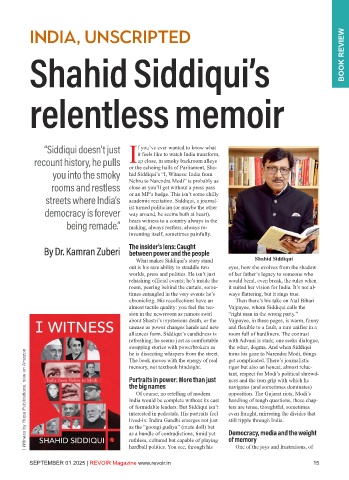 INDIA, UNSCRIPTED
BOOK REVIEW
Shahid Siddiqui's
relentless memoir
"Siddiqui doesn't just
recount history, he pulls
you into the smoky
rooms and restless
streets where India's
democracy is forever
being remade."
By Dr. Kamran Zuberi
If you've ever wanted to know what
it feels like to watch India transform,
up close, in smoky backroom alleys
or the echoing halls of Parliament, Sha-
hid Siddiqui's "I, Witness: India from
Nehru to Narendra Modi" is probably as
close as you'll get without a press pass
or an MP's badge. This isn't some chilly
academic recitation. Siddiqui, a journal-
ist turned politician (or maybe the other
way around, he seems both at heart),
bears witness to a country always in the
making, always restless, always re-
inventing itself, sometimes painfully.
The insider's lens: Caught
between power and the people
What makes Siddiqui's story stand
out is his rare ability to straddle two
worlds, press and politics. He isn't just
rehashing official events; he's inside the
room, peering behind the curtain, some-
times entangled in the very events he's
chronicling. His recollections have an
almost tactile quality: you feel the ten-
sion in the newsroom as rumors swirl
about Shastri's mysterious death, or the
unease as power changes hands and new
alliances form. Siddiqui's candidness is
refreshing; he seems just as comfortable
swapping stories with powerbrokers as
he is dissecting whispers from the street.
The book moves with the energy of real
memory, not textbook hindsight.
Portraits in power: More than just
the big names
Of course, no retelling of modern
India would be complete without its cast
of formidable leaders. But Siddiqui isn't
interested in pedestals. His portraits feel
lived-in: Indira Gandhi emerges not just
as the "goongi gudiya" (mute doll) but
as a bundle of contradictions, timid yet
ruthless, cultured but capable of playing
hardball politics. You see, through his
Shahid Siddiqui
eyes, how she evolves from the shadow
of her father's legacy to someone who
would bend, even break, the rules when
it suited her vision for India. It's not al-
ways flattering, but it rings true.
Then there's his take on Atal Bihari
Vajpayee, whom Siddiqui calls the
"right man in the wrong party."
Vajpayee, in these pages, is warm, funny
and flexible to a fault, a rare unifier in a
room full of hardliners. The contrast
with Advani is stark; one seeks dialogue,
the other, dogma. And when Siddiqui
turns his gaze to Narendra Modi, things
get complicated. There's journalistic
rigor but also an honest, almost reluc-
tant, respect for Modi's political shrewd-
ness and the iron grip with which he
navigates (and sometimes dominates)
opposition. The Gujarat riots, Modi's
handling of tough questions, these chap-
ters are tense, thoughtful, sometimes
even fraught, mirroring the divides that
still ripple through India.
Democracy, media and the weight
of memory
One of the joys and frustrations, of
I WITNESS
India from Nehru to Modi
SHAHID SIDDIQUI
I Witness by Rupa Publications, now on Amazon
SEPTEMBER 01 2025 | REVOIR Magazine www.revoir.in
15